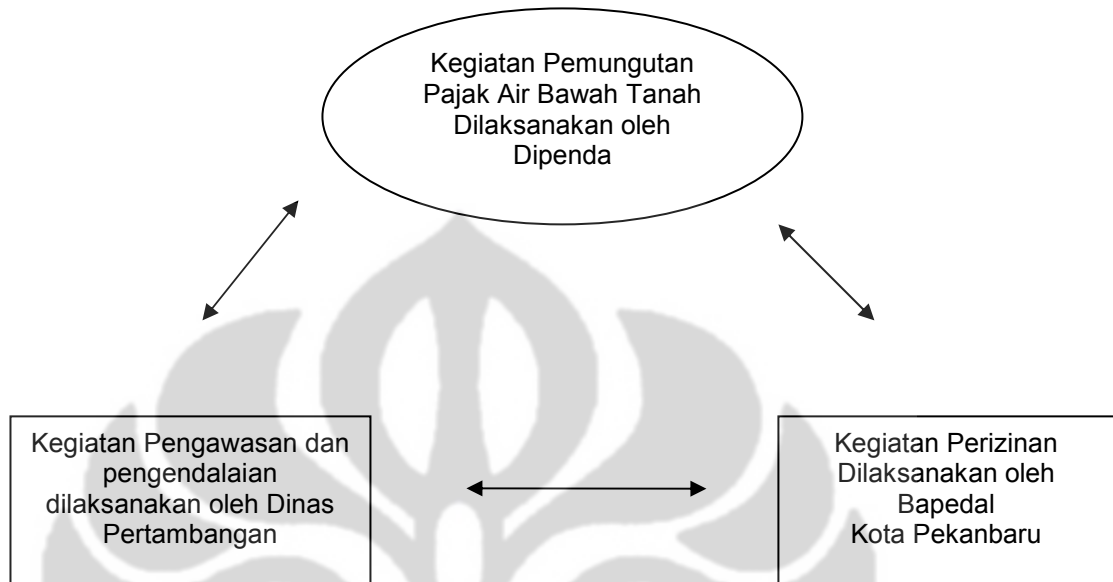 Kegiatan Pemungutan
Pajak Air Bawah Tanah
Dilaksanakan oleh
Dipenda
Kegiatan Pengawasan dan
pengendalaian
dilaksanakan oleh Dinas
Pertambangan
Kegiatan Perizinan
Dilaksanakan oleh
Bapedal
Kota Pekanbaru